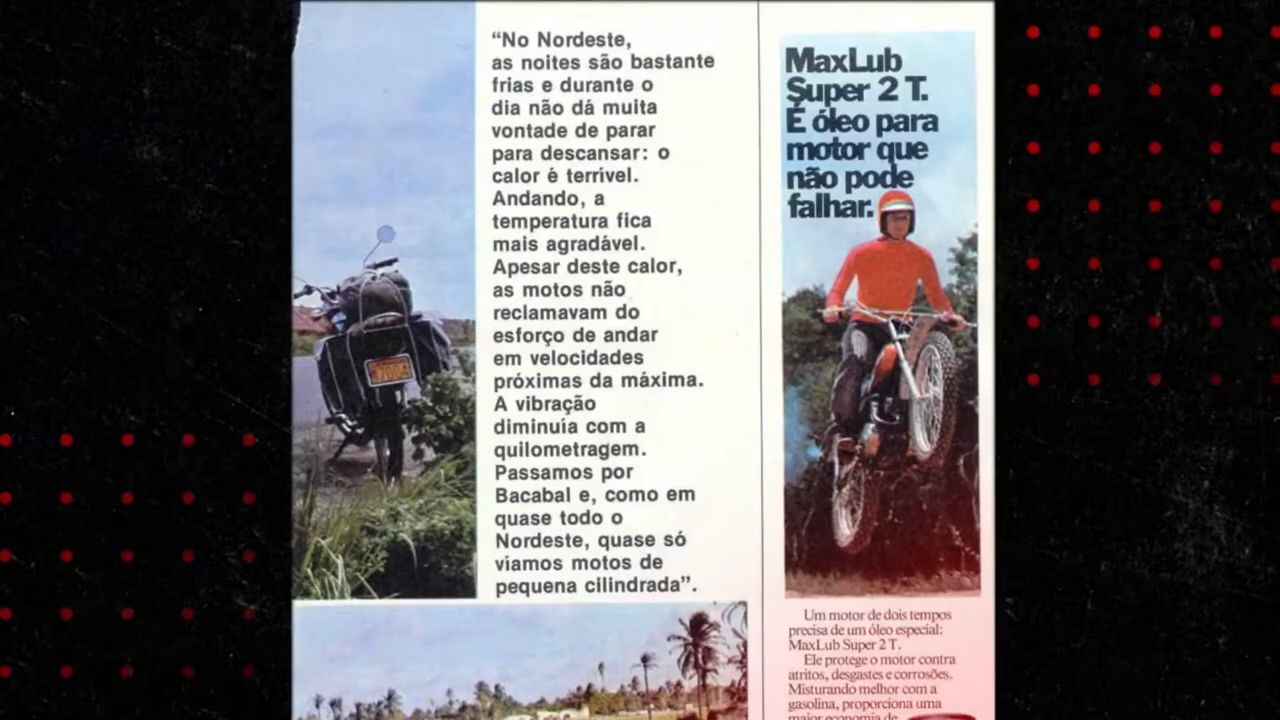 “No Nordeste,
as noites são bastante
frias e durante o
dia não dá muita
vontade de parar
para descansar: o
calor é terrível.
Andando, a
temperatura fica
mais agradável.
Apesar deste calor,
as motos não
reclamavam do
esforço de andar
em velocidades
próximas da máxima.
A vibração
diminuía com a
quilometragem.
Passamos por
Bacabal e, como em
quase todo o
Nordeste, quase só
víamos motos de
pequena cilindrada”.
MaxLub
Super 2 T.
É óleo para
motor que
não pode
falhar.
Um motor de dois tempos
precisa de um óleo especial:
MaxLub Super 2 T.
Ele protege o motor contra
atritos, desgastes e corrosões.
Misturando melhor com a
gasolina, proporciona uma
maior economia de